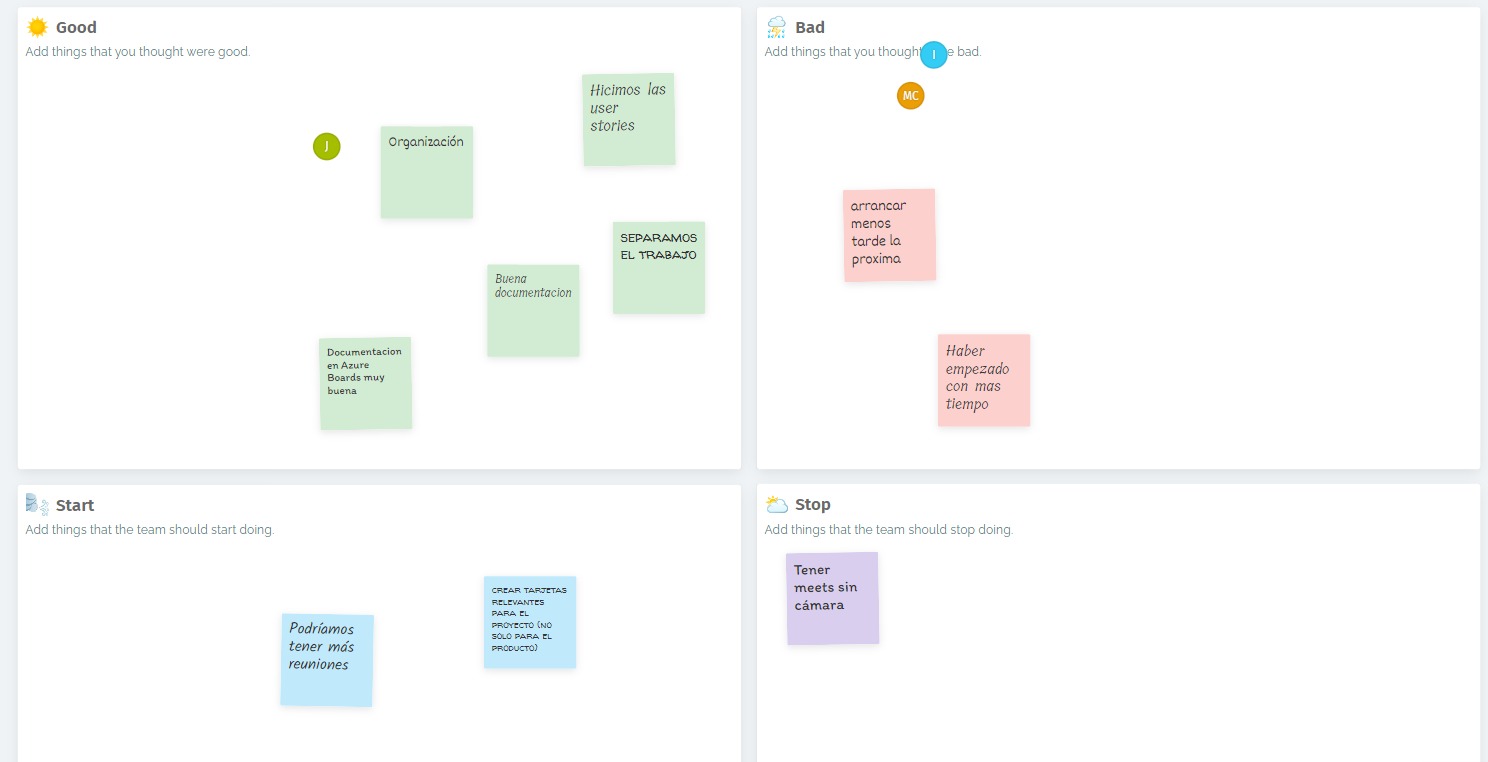 Good
Add things that you thought were good.
J
Organización
Hicimos las
user
stories
SEPARAMOS
EL TRABAJO
Buena
documentacion
Documentacion
en Azure
Boards muy
buena
Bad
Add things that you thought e bad.
I
MC
arrancar
menos
tarde la
proxima
Haber
empezado
con mas
tiempo
Start
Add things that the team should start doing.
Podríamos
tener más
reuniones
CREAR TARJETAS
RELEVANTES
PARA EL
PROYECTO (NO
SOLO PARA EL
PRODUCTO)
Stop
Add things that the team should stop doing.
Tener
meets sin
cámara